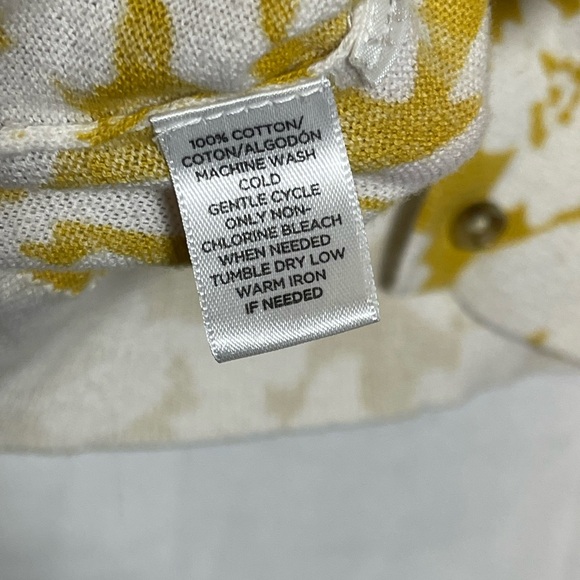 100% COTTON/
COTON/ALGODÓN
MACHINE WASH
COLD
GENTLE CYCLE
ONLY NON-
CHLORINE BLEACH
WHEN NEEDED
TUMBLE DRY LOW
WARM IRON
IF NEEDED